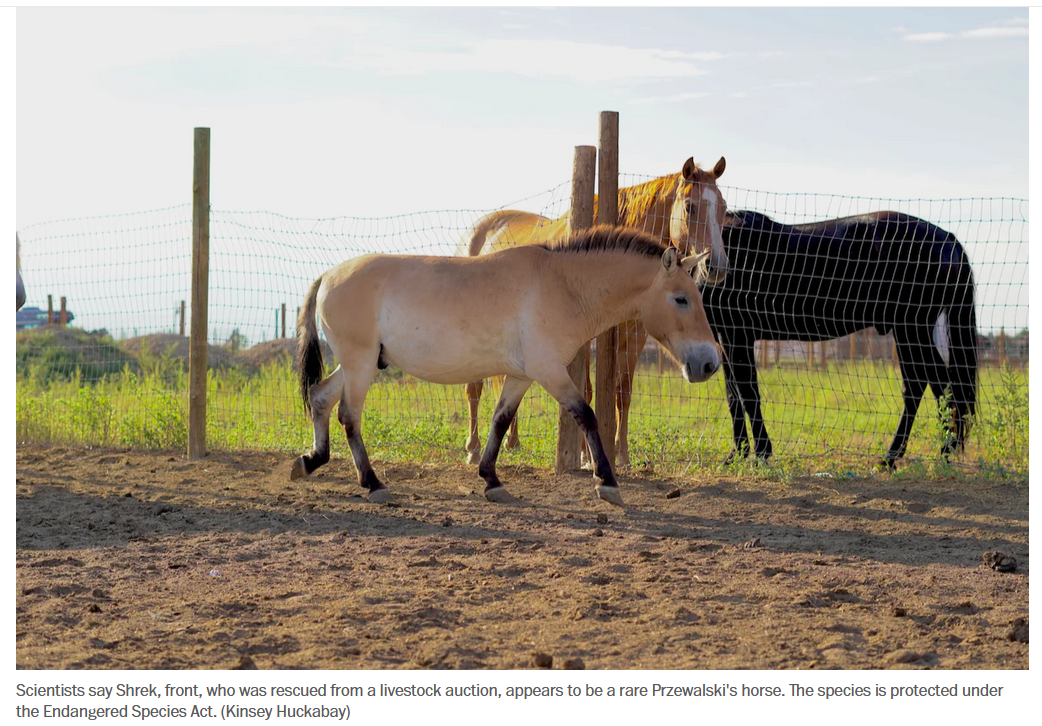 Scientists say Shrek, front, who was rescued from a livestock auction, appears to be a rare Przewalski's horse. The species is protected under
the Endangered Species Act. (Kinsey Huckabay)